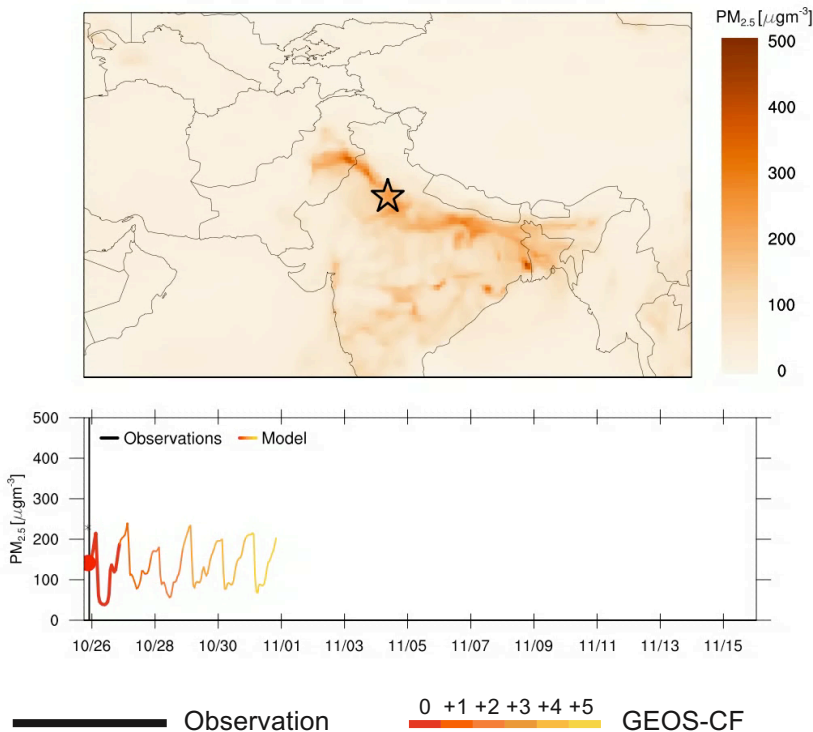 PM2.5 [μgm-3]
500
400
300
200
100
0
500
400
300
200
100
0
PM2.5 [μgm-3]
Observations Model
10/26 10/28 10/30 11/01 11/03 11/05 11/07 11/09 11/11 11/13 11/15
0 +1 +2 +3 +4 +5
Observation GEOS-CF